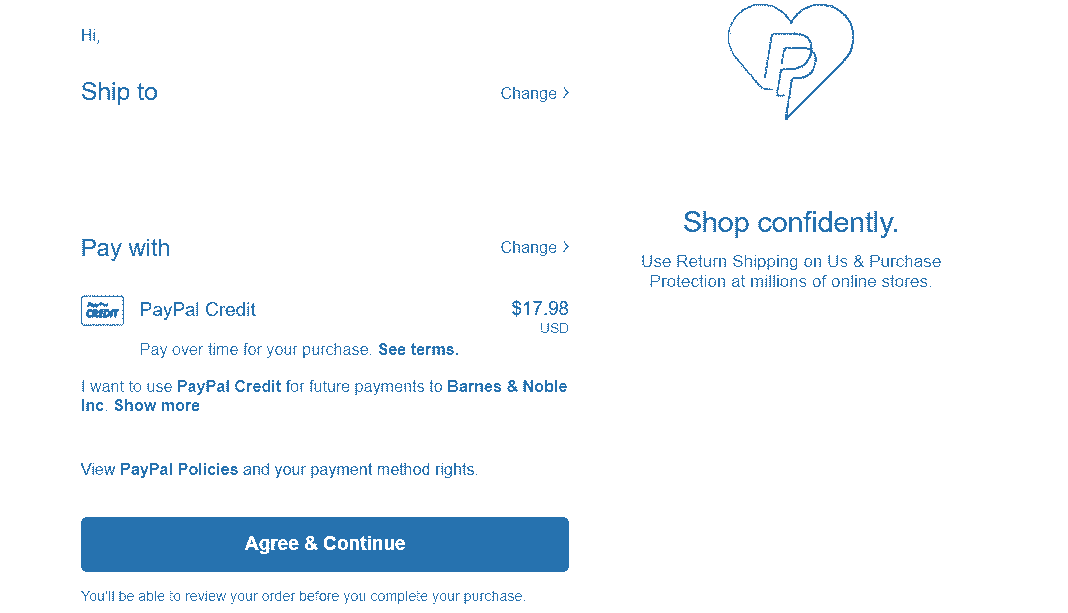 Hi,
Ship to
Change >
Pay with
Change >
PayPal CREDIT
PayPal Credit
$17.98
USD
Pay over time for your purchase. See terms.
I want to use PayPal Credit for future payments to Barnes & Noble
Inc. Show more
View PayPal Policies and your payment method rights.
Agree & Continue
You'll be able to review your order before you complete your purchase.
Shop confidently.
Use Return Shipping on Us & Purchase
Protection at millions of online stores.